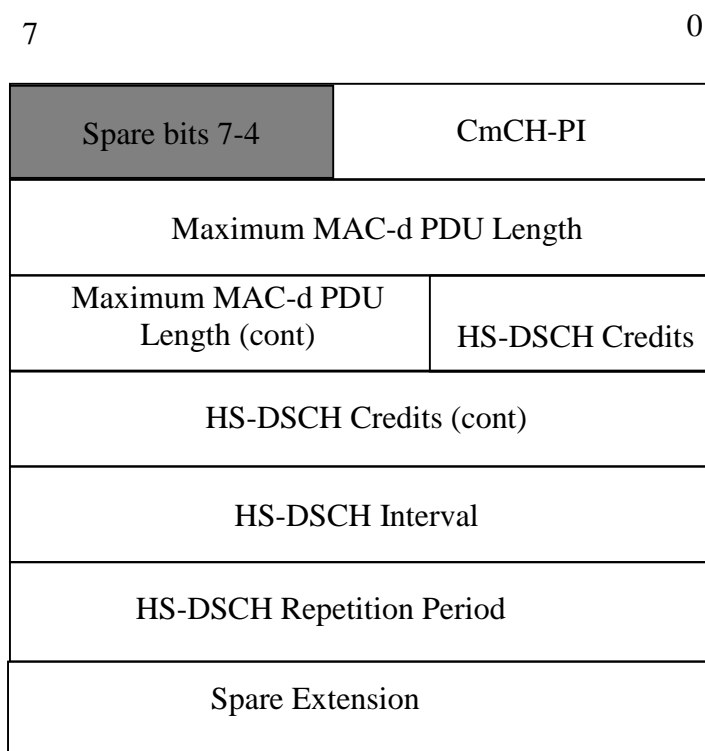 7 0
Spare bits 7-4 CmCH-PI
Maximum MAC-d PDU Length
Maximum MAC-d PDU
Length (cont) HS-DSCH Credits
HS-DSCH Credits (cont)
HS-DSCH Interval
HS-DSCH Repetition Period
Spare Extension